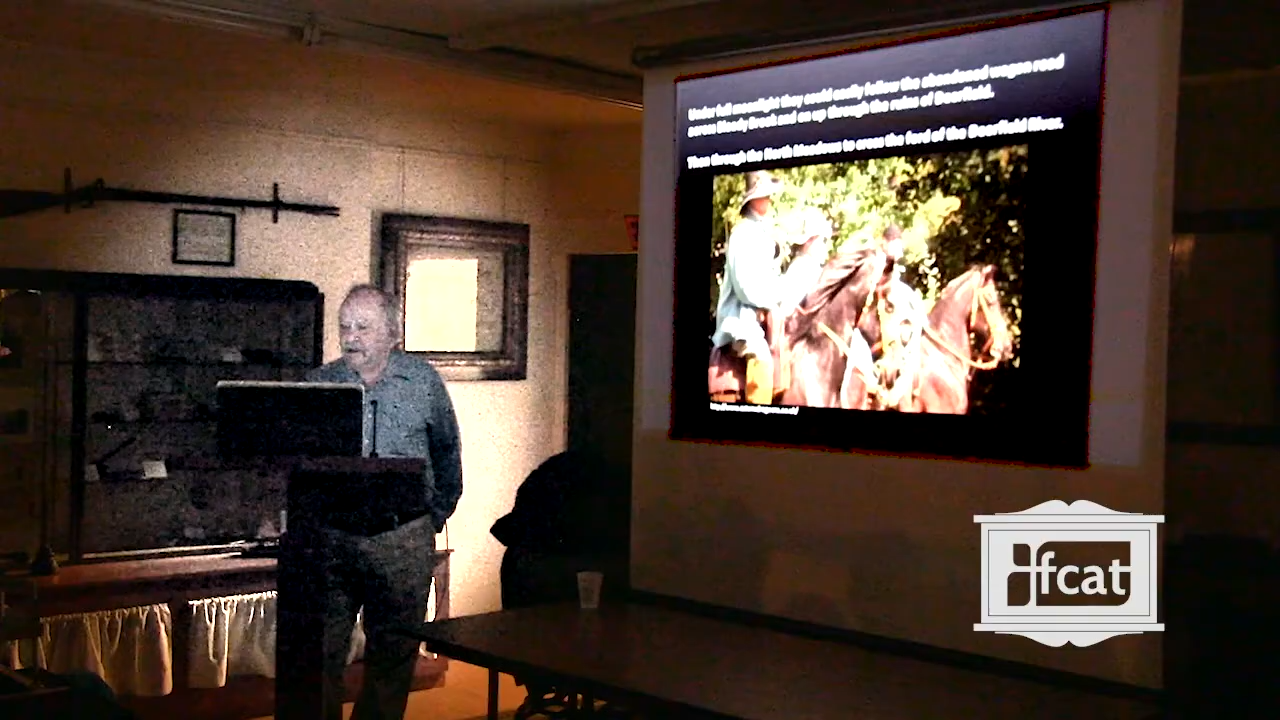 Under full moonlight they could easily follow the abandoned wagon road
across Bloody Brook and on up through the ruins of Deerfield.
Then through the North Meadows to cross the ford of the Deerfield River.
fcat